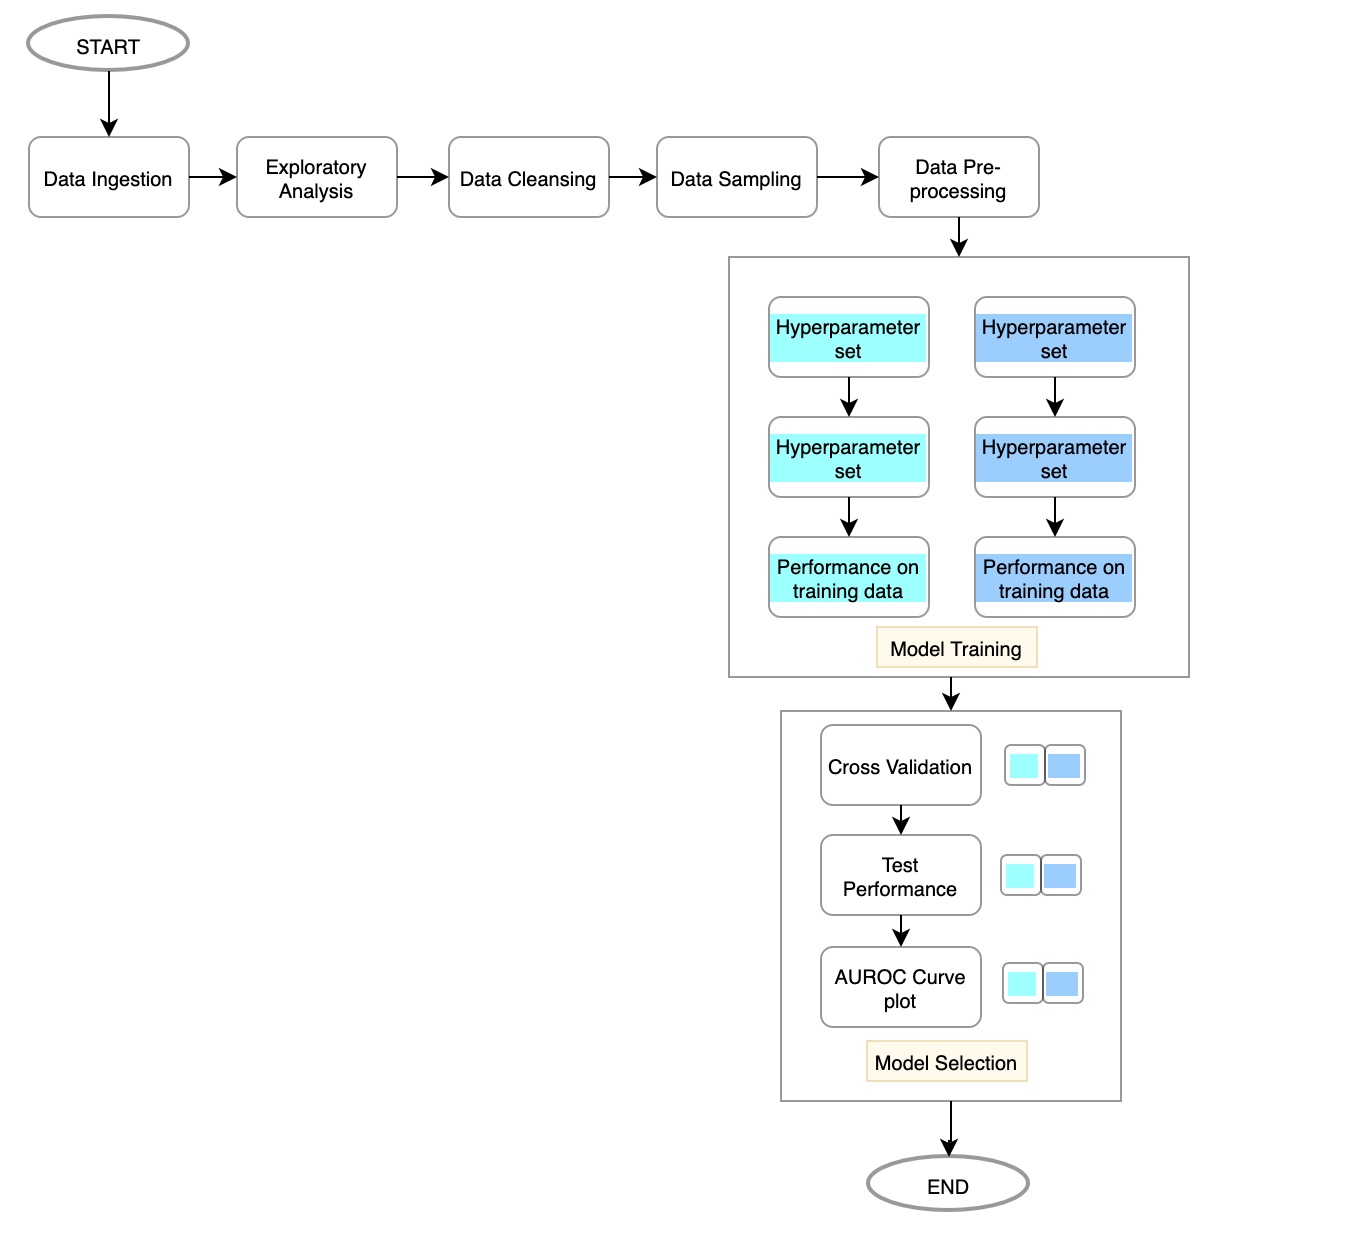 START
Data Ingestion
Exploratory
Analysis
Data Cleansing
Data Sampling
Data Pre-
processing
Hyperparameter
set
Hyperparameter
set
Hyperparameter
set
Hyperparameter
set
Performance on
training data
Performance on
training data
Model Training
Cross Validation
Test
Performance
AUROC Curve
plot
Model Selection
END